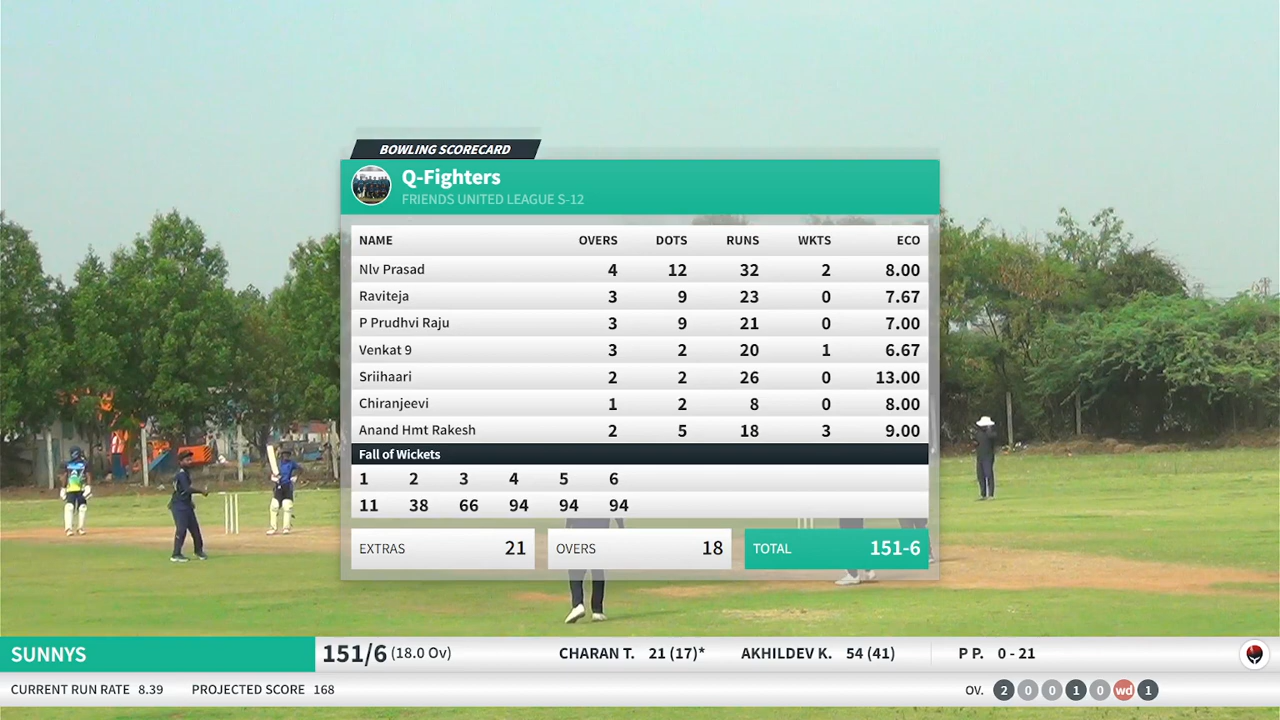 BOWLING SCORECARD
Q-Fighters
FRIENDS UNITED LEAGUE S-12
NAME OVERS DOTS RUNS WKTS ECO
Nlv Prasad 4 12 32 2 8.00
Raviteja 3 9 23 0 7.67
P Prudhvi Raju 3 9 21 0 7.00
Venkat 9 3 2 20 1 6.67
Sriihaari 2 2 26 0 13.00
Chiranjeevi 1 2 8 0 8.00
Anand Hmt Rakesh 2 5 18 3 9.00
Fall of Wickets
1 2 3 4 5 6
11 38 66 94 94 94
EXTRAS 21 OVERS 18 TOTAL 151-6
SUNNYS 151/6 (18.0 Ov) CHARAN T. 21 (17)* AKHILDEV K. 54 (41) P P. 0 - 21
CURRENT RUN RATE 8.39 PROJECTED SCORE 168 OV. 2 0 0 1 0 wd 1